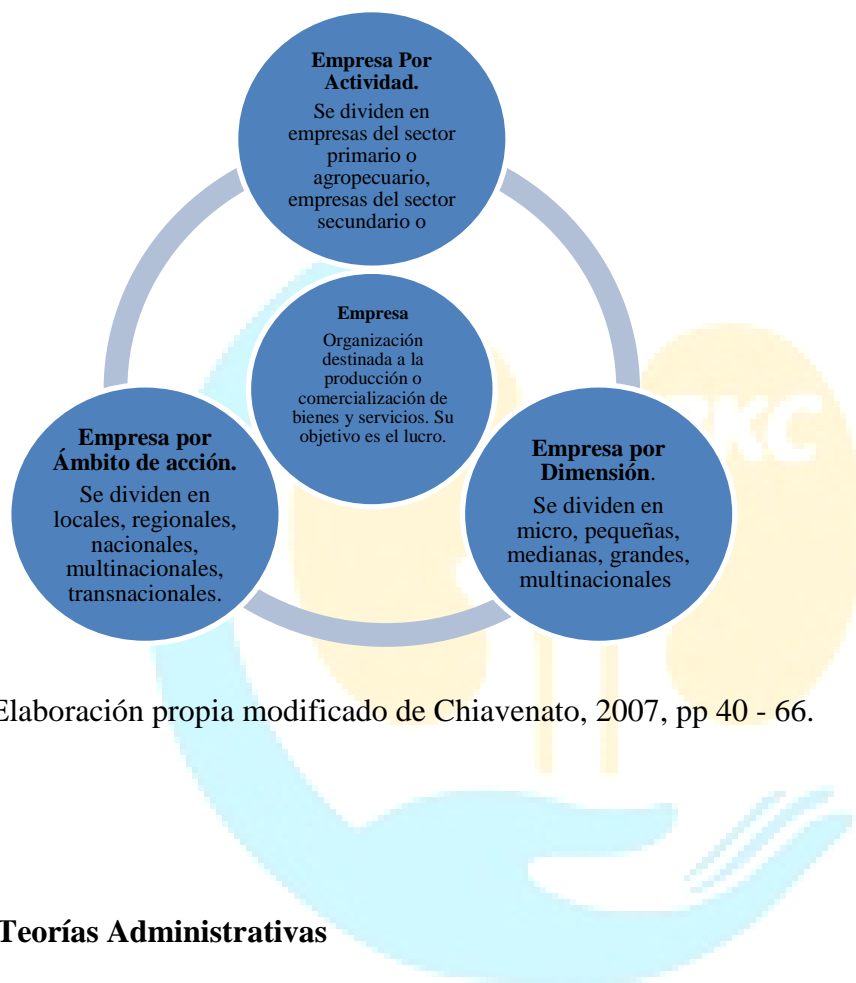 Empresa Por
Actividad.
Se dividen en
empresas del sector
primario o
agropecuario,
empresas del sector
secundario o
Empresa
Organización
destinada a la
producción o
comercialización de
bienes y servicios. Su
objetivo es el lucro.
Empresa por
Ámbito de acción.
Se dividen en
locales, regionales,
nacionales,
multinacionales,
transnacionales.
Empresa por
Dimensión.
Se dividen en
micro, pequeñas,
medianas, grandes,
multinacionales
Elaboración propia modificado de Chiavenato, 2007, pp 40 - 66.
Teorías Administrativas